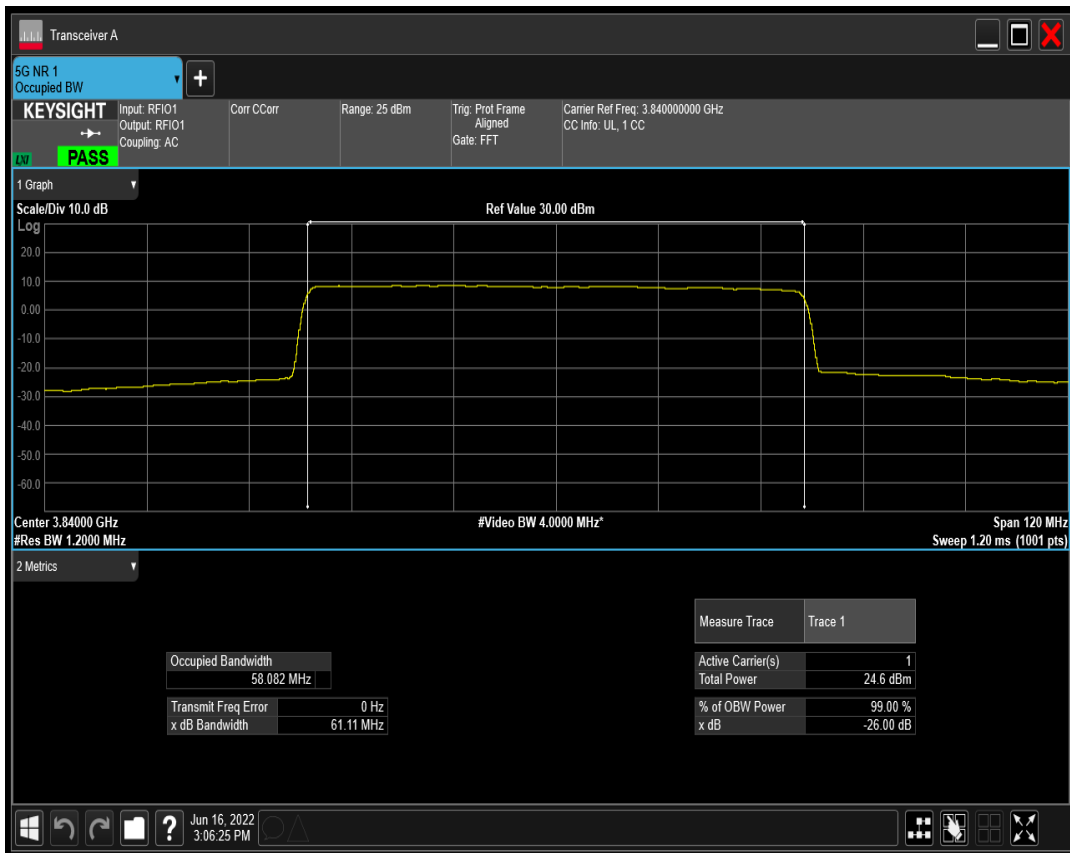 Transceiver A
5G NR 1
Occupied BW
+
KEYSIGHT
LXI
PASS
Input: RFIO1
Output: RFIO1
Coupling: AC
Corr CCorr
Range: 25 dBm
Trig: Prot Frame
Aligned
Gate: FFT
Carrier Ref Freq: 3.840000000 GHz
CC Info: UL, 1 CC
1 Graph
Scale/Div 10.0 dB
Ref Value 30.00 dBm
Log
20.0
10.0
0.00
-10.0
-20.0
-30.0
-40.0
-50.0
-60.0
Center 3.84000 GHz
#Video BW 4.0000 MHz*
Span 120 MHz
#Res BW 1.2000 MHz
Sweep 1.20 ms (1001 pts)
2 Metrics
Measure Trace Trace 1
Occupied Bandwidth
58.082 MHz
Active Carrier(s) 1
Total Power 24.6 dBm
Transmit Freq Error 0 Hz
x dB Bandwidth 61.11 MHz
% of OBW Power 99.00 %
x dB -26.00 dB
?
Jun 16, 2022
3:06:25 PM